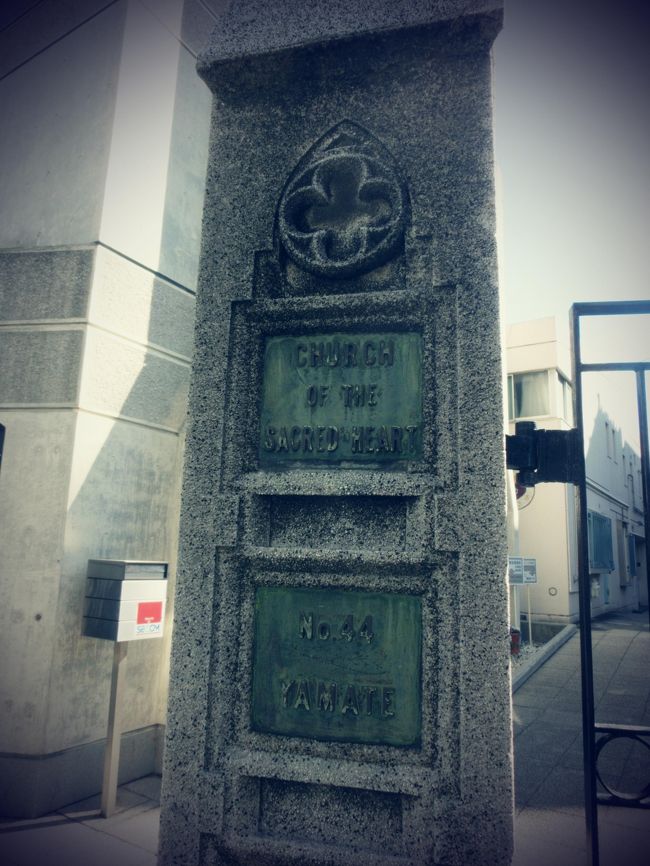 CHURCH
OF THE
SACRED HEART
No. 44
YAMATE
SECOM